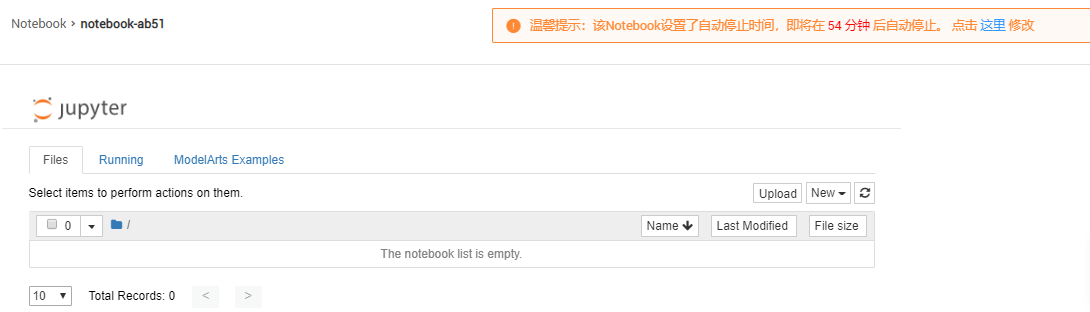 Notebook > notebook-ab51
温馨提示：该Notebook设置了自动停止时间，即将在 54 分钟 后自动停止。 点击 这里 修改
jupyter
Files Running ModelArts Examples
Select items to perform actions on them.
Upload New
0 / Name Last Modified File size
The notebook list is empty.
10 Total Records: 0 < >